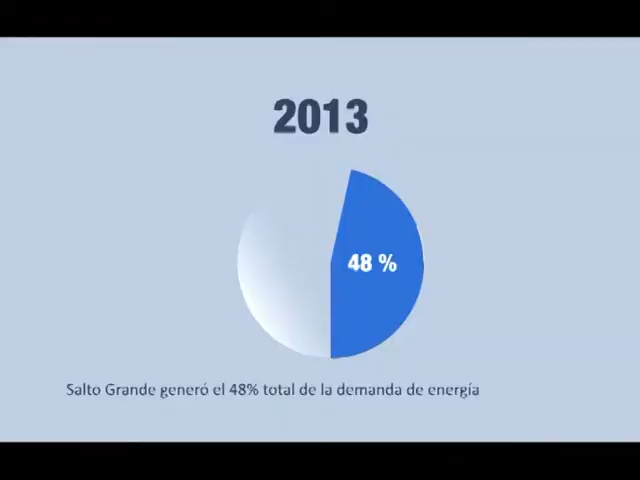 2013
48 %
Salto Grande generó el 48% total de la demanda de energía